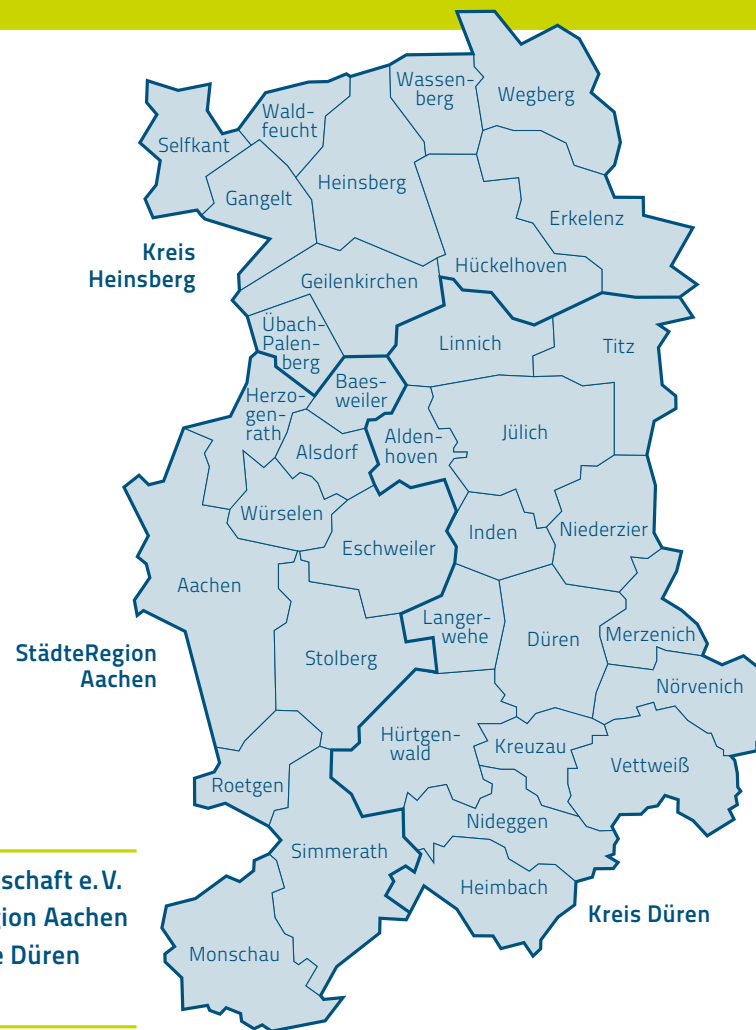 Wassen-
berg
Wegberg
Wald-
feucht
Selfkant
Heinsberg
Gangelt
Erkelenz
Kreis
Heinsberg
Hückelhoven
Geilenkirchen
Übach-
Palen-
berg
Linnich
Titz
Baes-
weiler
Herzo-
gen-
rath
Alsdorf
Alden-
hoven
Jülich
Würselen
Eschweiler
Inden
Niederzier
Aachen
Langer-
wehe
Düren
Merzenich
StädteRegion
Aachen
Stolberg
Nörvenich
Hürtgen-
wald
Kreuzau
Vettweiß
Roetgen
Nideggen
Simmerath
Heimbach
Kreis Düren
schaft e.V.
gion Aachen
e Düren
Monschau